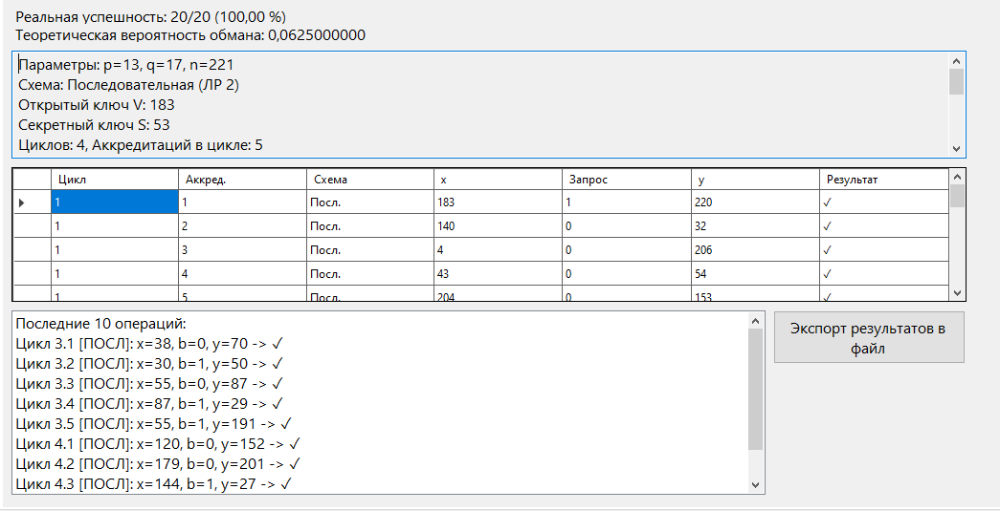 Реальная успешность: 20/20 (100,00 %)
Теоретическая вероятность обмана: 0,0625000000
Параметры: p=13, q=17, n=221
Схема: Последовательная (ЛР 2)
Открытый ключ V: 183
Секретный ключ S: 53
Циклов: 4, Аккредитаций в цикле: 5
Цикл Аккред. Схема x Запрос y Результат
1 1 Посл. 183 1 220 ✓
1 2 Посл. 140 0 32 ✓
1 3 Посл. 4 0 206 ✓
1 4 Посл. 43 0 54 ✓
1 5 Посл. 204 0 153 ✓
Последние 10 операций:
Цикл 3.1 [ПОСЛ]: x=38, b=0, y=70 -> ✓
Цикл 3.2 [ПОСЛ]: x=30, b=1, y=50 -> ✓
Цикл 3.3 [ПОСЛ]: x=55, b=0, y=87 -> ✓
Цикл 3.4 [ПОСЛ]: x=87, b=1, y=29 -> ✓
Цикл 3.5 [ПОСЛ]: x=55, b=1, y=191 -> ✓
Цикл 4.1 [ПОСЛ]: x=120, b=0, y=152 -> ✓
Цикл 4.2 [ПОСЛ]: x=179, b=0, y=201 -> ✓
Цикл 4.3 [ПОСЛ]: x=144, b=1, y=27 -> ✓
Экспорт результатов в
файл